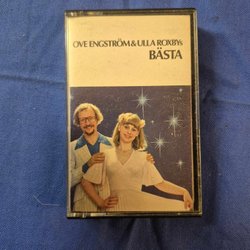 OVE ENGSTRÖM & ULLA ROXBYs
BÄSTA